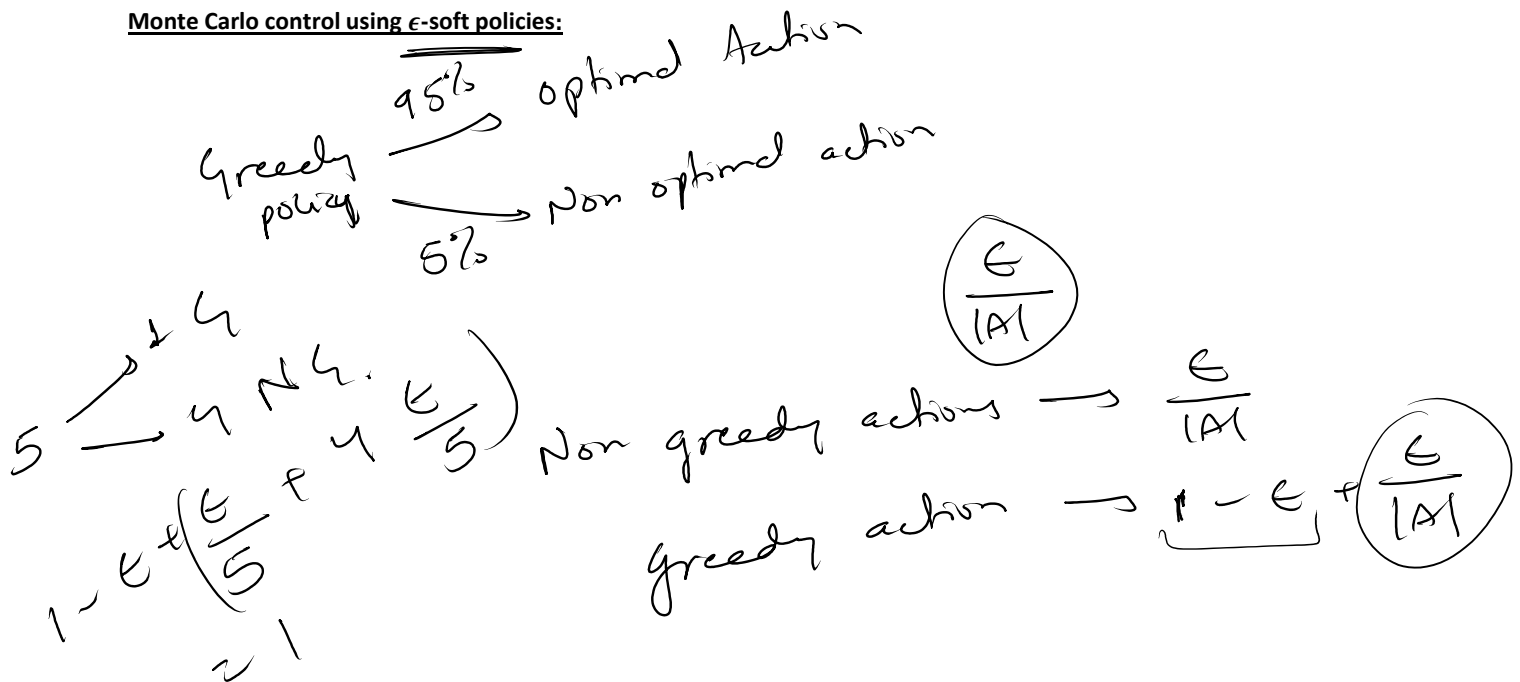 Monte Carlo control using ϵ-soft policies:
95% optimal Action
Greedy policy
5% Non optimal action
ϵ/|A|
5 → 1 G
→ 4 NG.
1 - ϵ + (ϵ/5 + 4 ϵ/5)
= 1
Non greedy actions → ϵ/|A|
greedy action → 1 - ϵ + ϵ/|A|